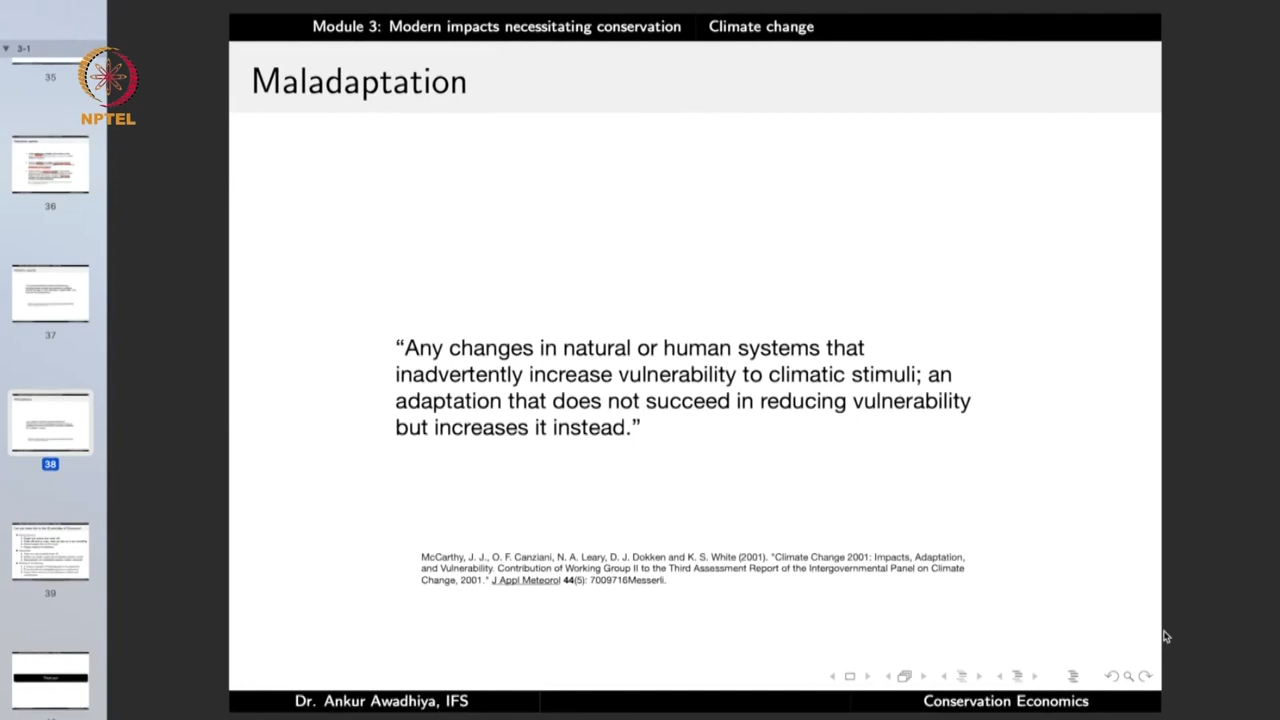 Module 3: Modern impacts necessitating conservation Climate change
3-1
35
NPTEL
Maladaptation
36
37
38
39
“Any changes in natural or human systems that
inadvertently increase vulnerability to climatic stimuli; an
adaptation that does not succeed in reducing vulnerability
but increases it instead.”
McCarthy, J. J., O. F. Canziani, N. A. Leary, D. J. Dokken and K. S. White (2001). "Climate Change 2001: Impacts, Adaptation,
and Vulnerability. Contribution of Working Group II to the Third Assessment Report of the Intergovernmental Panel on Climate
Change, 2001." J Appl Meteorol 44(5): 7009716Messerli.
Dr. Ankur Awadhiya, IFS Conservation Economics